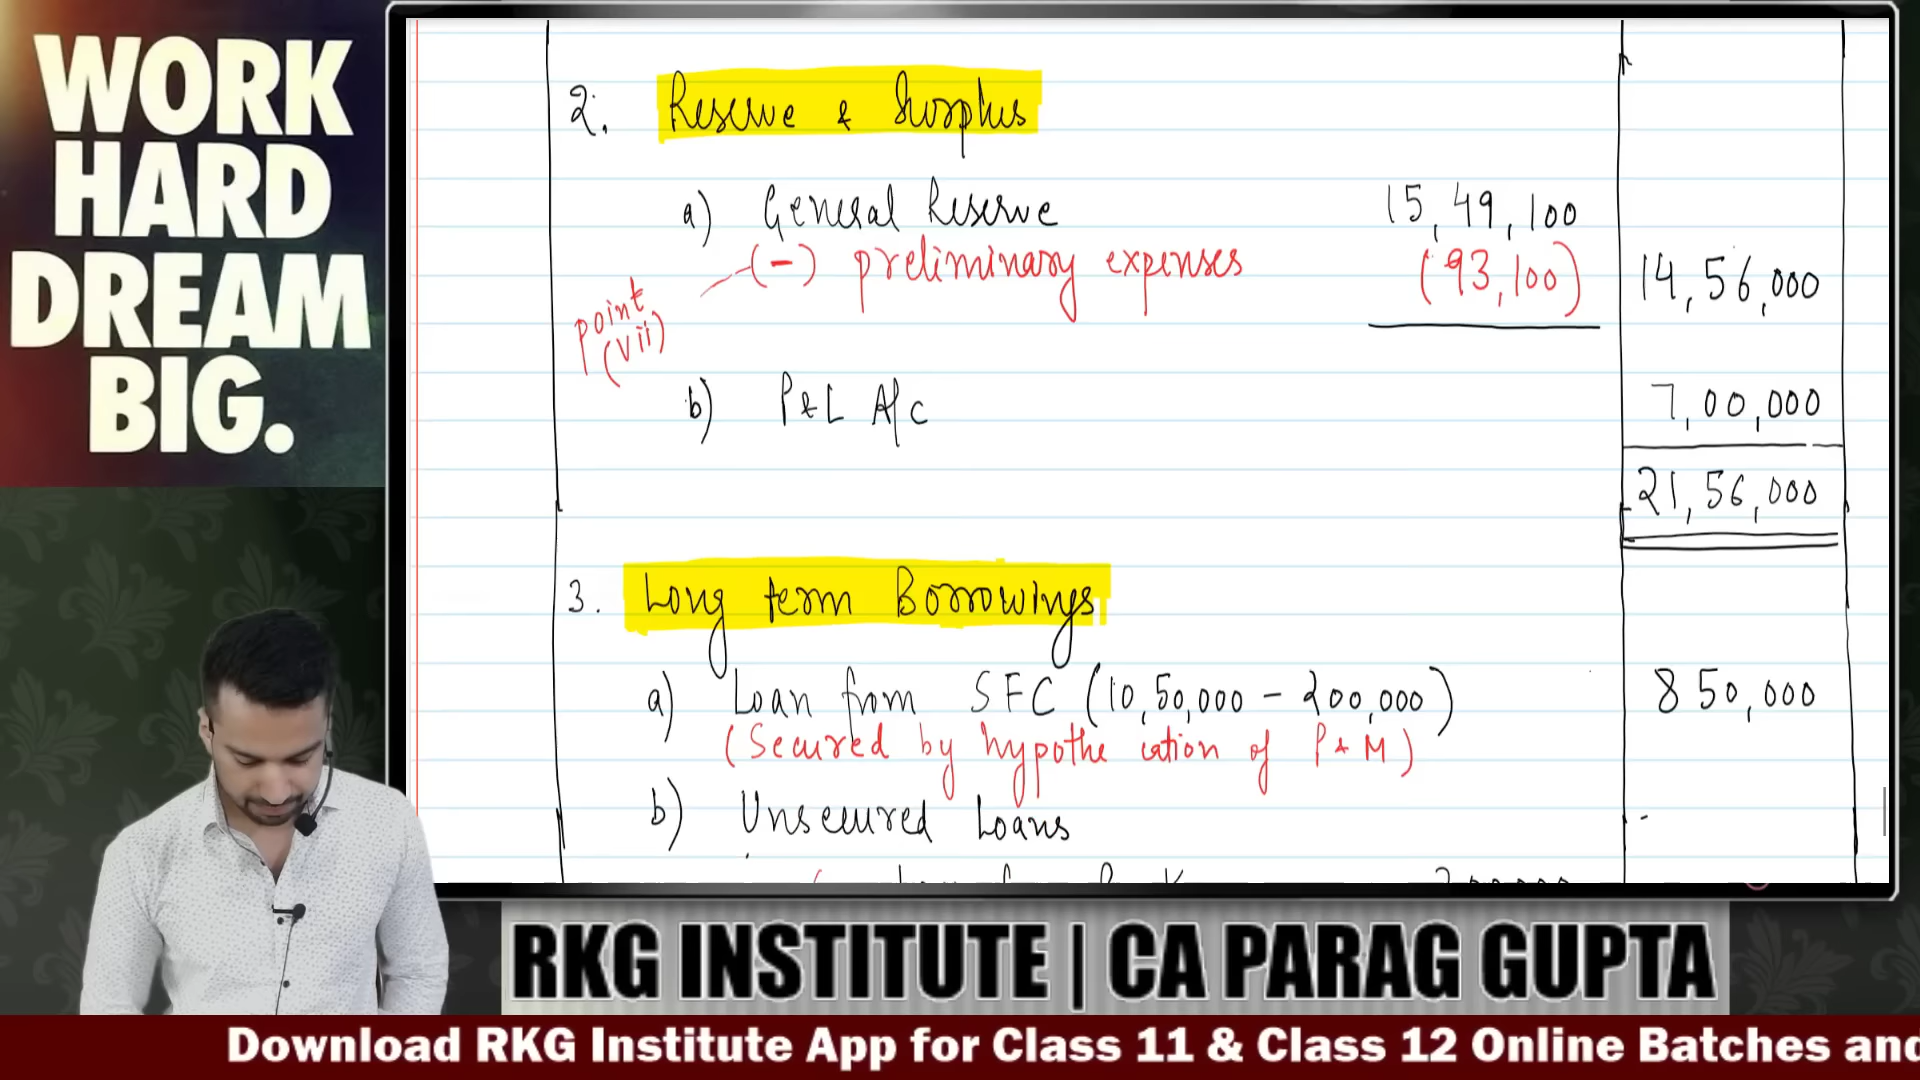 WORK
HARD
DREAM
BIG.
2. Reserve & Surplus
a) General Reserve 15,49,100
(-) preliminary expenses (93,100) 14,56,000
point
(vii)
b) P&L A/c 7,00,000
21,56,000
3. Long term Borrowings
a) Loan from SFC (10,50,000 - 200,000) 850,000
(Secured by hypothecation of P & M)
b) Unsecured Loans
RKG INSTITUTE | CA PARAG GUPTA
Download RKG Institute App for Class 11 & Class 12 Online Batches and